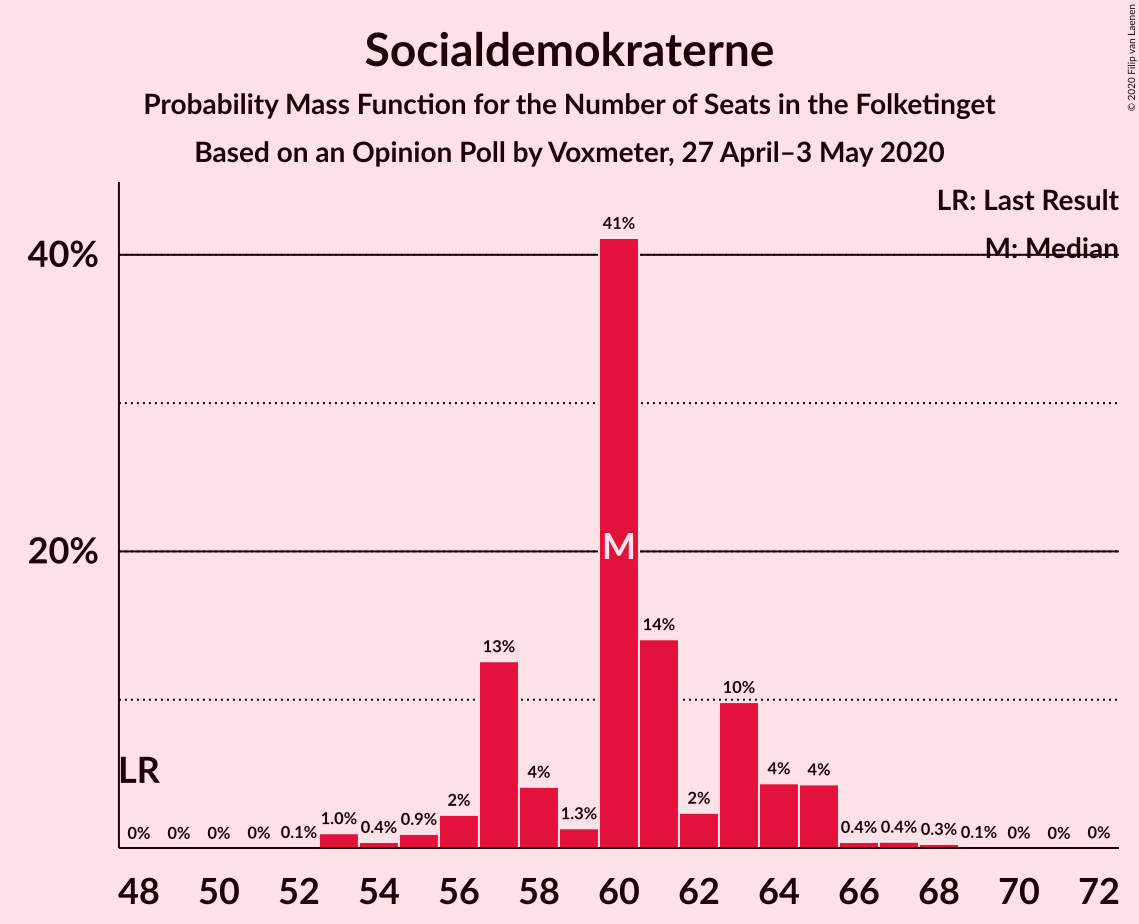 Socialdemokraterne
Probability Mass Function for the Number of Seats in the Folketinget
Based on an Opinion Poll by Voxmeter, 27 April–3 May 2020
© 2020 Filip van Laenen
LR: Last Result
M: Median
40%
20%
LR
M
0% 0% 0% 0% 0.1% 1.0% 0.4% 0.9% 2% 13% 4% 1.3% 41% 14% 2% 10% 4% 4% 0.4% 0.4% 0.3% 0.1% 0% 0% 0%
48 50 52 54 56 58 60 62 64 66 68 70 72